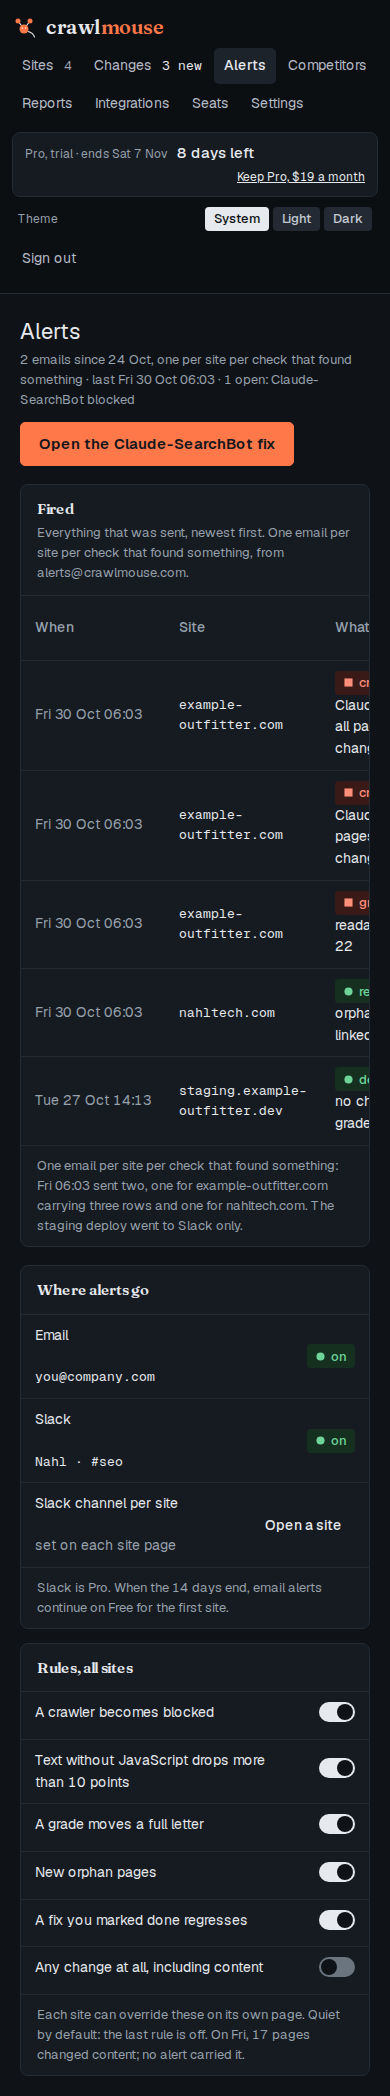 crawlmouse
Sites 4 Changes 3 new Alerts Competitors
Reports Integrations Seats Settings
Pro, trial · ends Sat 7 Nov 8 days left
Keep Pro, $19 a month
Theme System Light Dark
Sign out
Alerts
2 emails since 24 Oct, one per site per check that found
something · last Fri 30 Oct 06:03 · 1 open: Claude-
SearchBot blocked
Open the Claude-SearchBot fix
Fired
Everything that was sent, newest first. One email per
site per check that found something, from
alerts@crawlmouse.com.
When Site What
Fri 30 Oct 06:03
example-
outfitter.com
all
Fri 30 Oct 06:03
example-
outfitter.com
Fri 30 Oct 06:03
example-
outfitter.com
22
Fri 30 Oct 06:03 nahltech.com
Tue 27 Oct 14:13
staging.example-
outfitter.dev
no
One email per site per check that found something:
Fri 06:03 sent two, one for example-outfitter.com
carrying three rows and one for nahltech.com. The
staging deploy went to Slack only.
Where alerts go
Email
on
you@company.com
Slack
on
Nahl · #seo
Slack channel per site
Open a site
set on each site page
Slack is Pro. When the 14 days end, email alerts
continue on Free for the first site.
Rules, all sites
A crawler becomes blocked
Text without JavaScript drops more
than 10 points
A grade moves a full letter
New orphan pages
A fix you marked done regresses
Any change at all, including content
Each site can override these on its own page. Quiet
by default: the last rule is off. On Fri, 17 pages
changed content; no alert carried it.